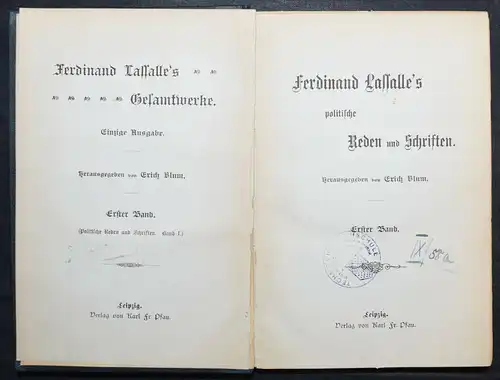 Ferdinand Lassalle's
Gesamtwerke.
Einzige Ausgabe.
Herausgegeben von Erich Blum.
Erster Band.
(Politische Reden und Schriften. Band I.)
Leipzig.
Verlag von Karl Fr. Pfau.
Ferdinand Lassalle's
politische
Reden und Schriften.
Herausgegeben von Erich Blum.
Erster Band.
Leipzig.
Verlag von Karl Fr. Pfau.